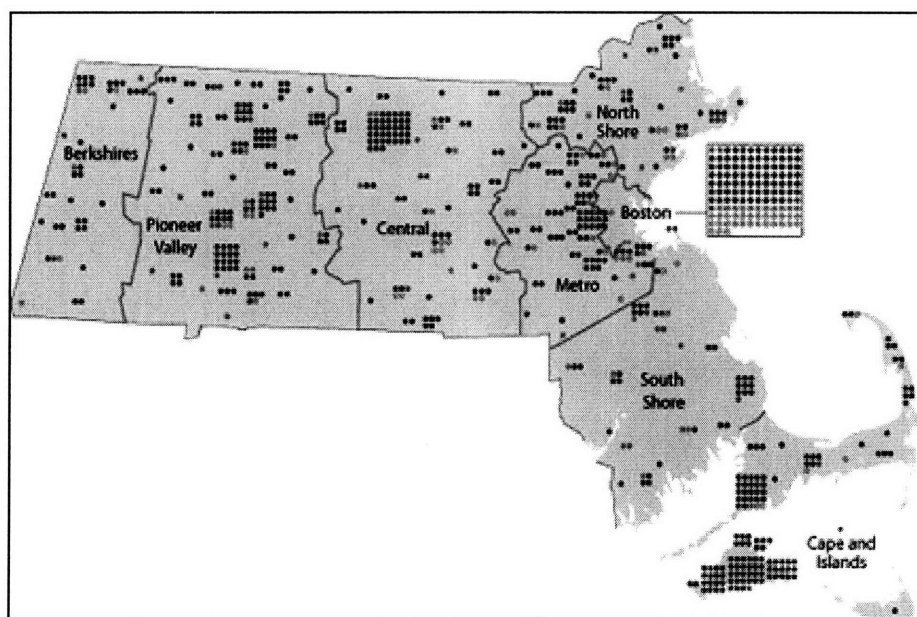 North
Shore
Berkshires
Boston
Pioneer
Valley
Central
Metro
South
Shore
Cape and
Islands